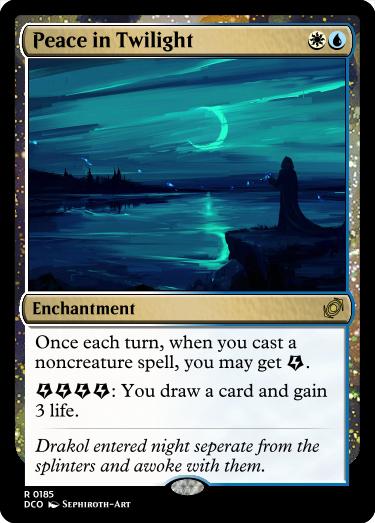 Peace in Twilight
Enchantment
Once each turn, when you cast a
noncreature spell, you may get .
: You draw a card and gain
3 life.
Drakol entered night seperate from the
splinters and awoke with them.
R 0185
DCO Sephiroth-Art